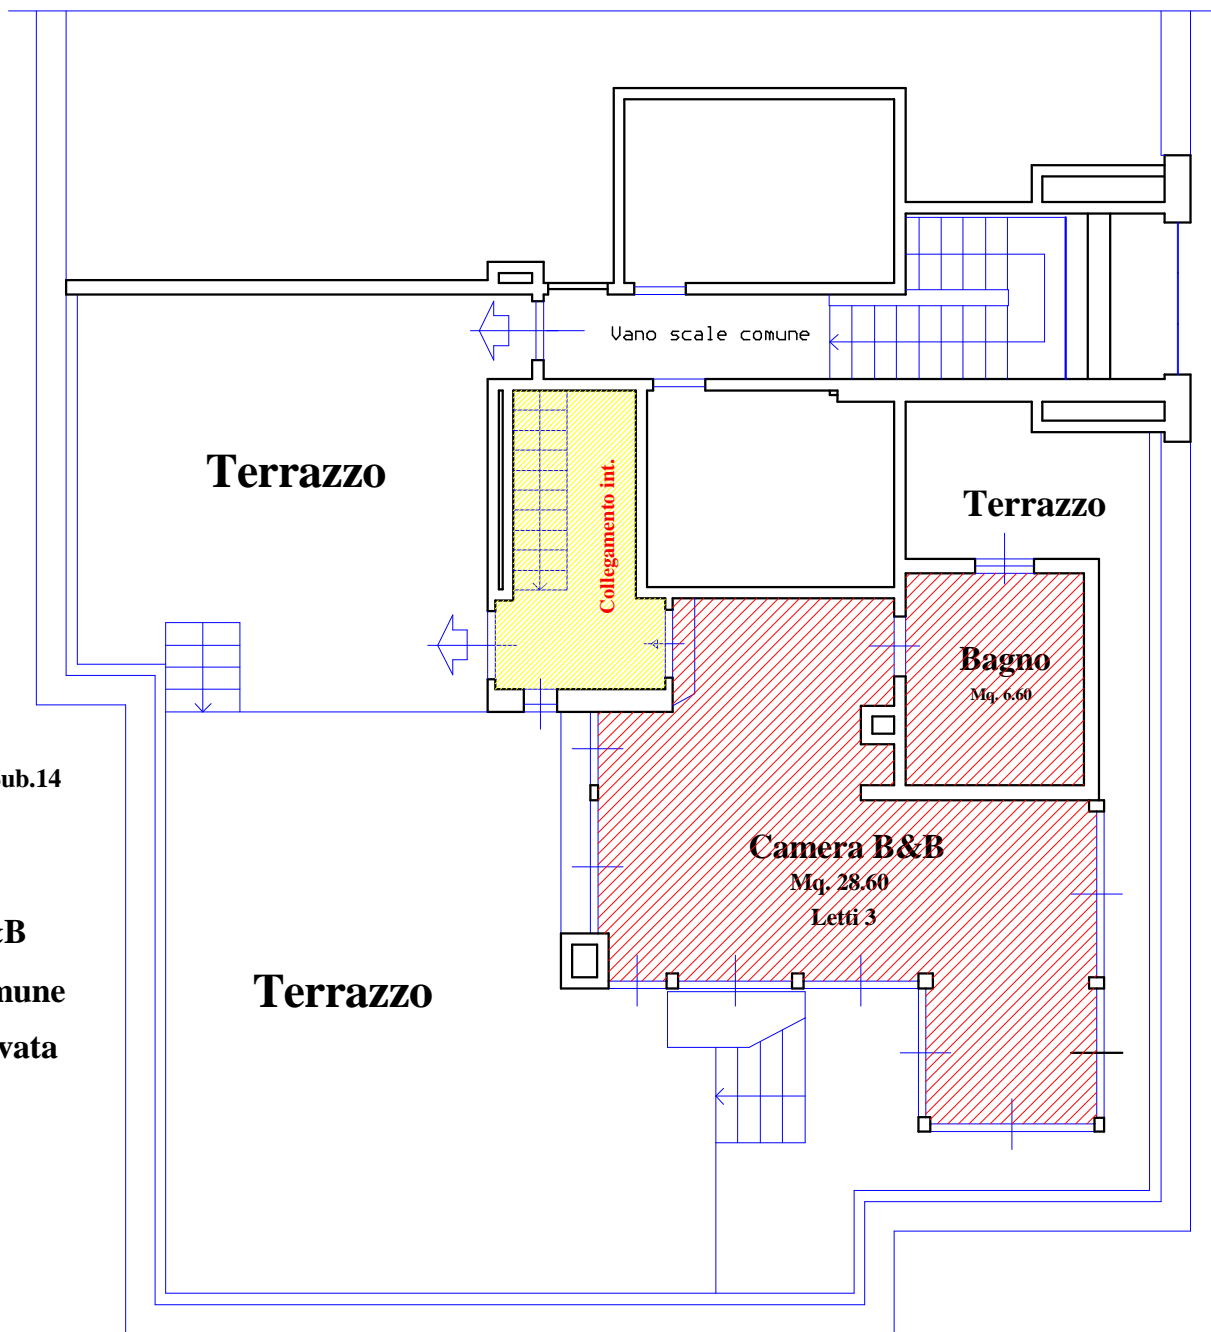 Vano scale comune
Terrazzo
Collegamento int.
Terrazzo
Bagno
Mq. 6.60
ub.14
Camera B&B
Mq. 28.60
Letti 3
&B
Terrazzo
mune
vata